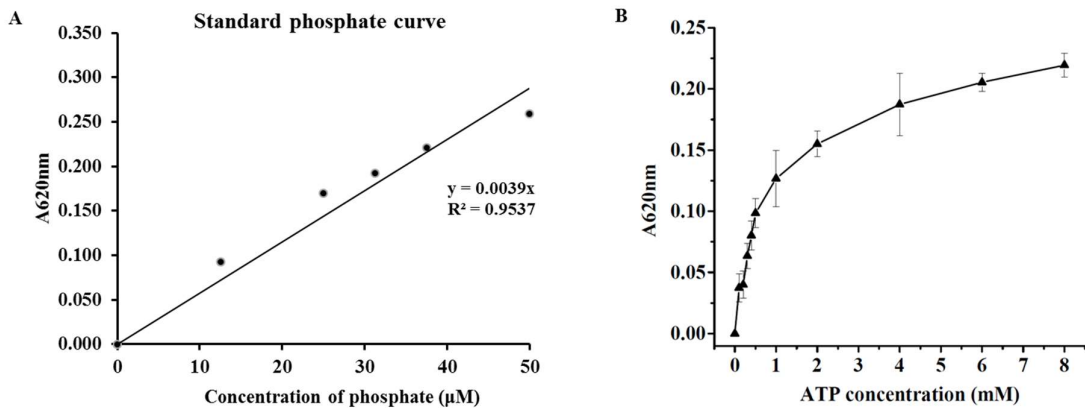 A
Standard phosphate curve
0.350
0.300
0.250
0.200
0.150
0.100
0.050
0.000
A620nm
y = 0.0039x
R² = 0.9537
0 10 20 30 40 50
Concentration of phosphate (µM)
B
0.25
0.20
0.15
0.10
0.05
0.00
A620nm
0 1 2 3 4 5 6 7 8
ATP concentration (mM)